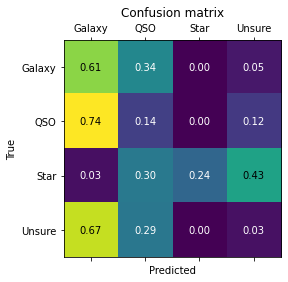 Confusion matrix
Galaxy QSO Star Unsure
Galaxy 0.61 0.34 0.00 0.05
QSO 0.74 0.14 0.00 0.12
Star 0.03 0.30 0.24 0.43
Unsure 0.67 0.29 0.00 0.03
True
Predicted